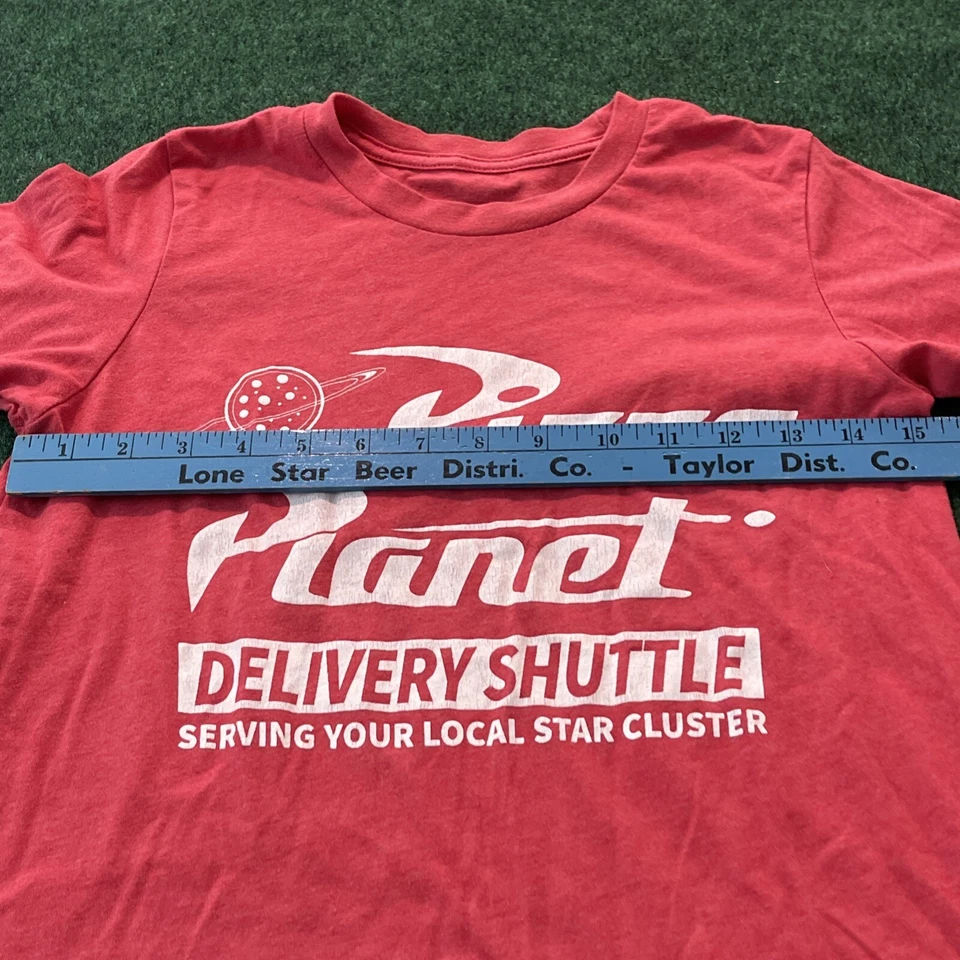 Pizza
1 2 3 4 5 6 7 8 9 10 11 12 13 14 15
Lone Star Beer Distri. Co. - Taylor Dist. Co.
Planet
DELIVERY SHUTTLE
SERVING YOUR LOCAL STAR CLUSTER